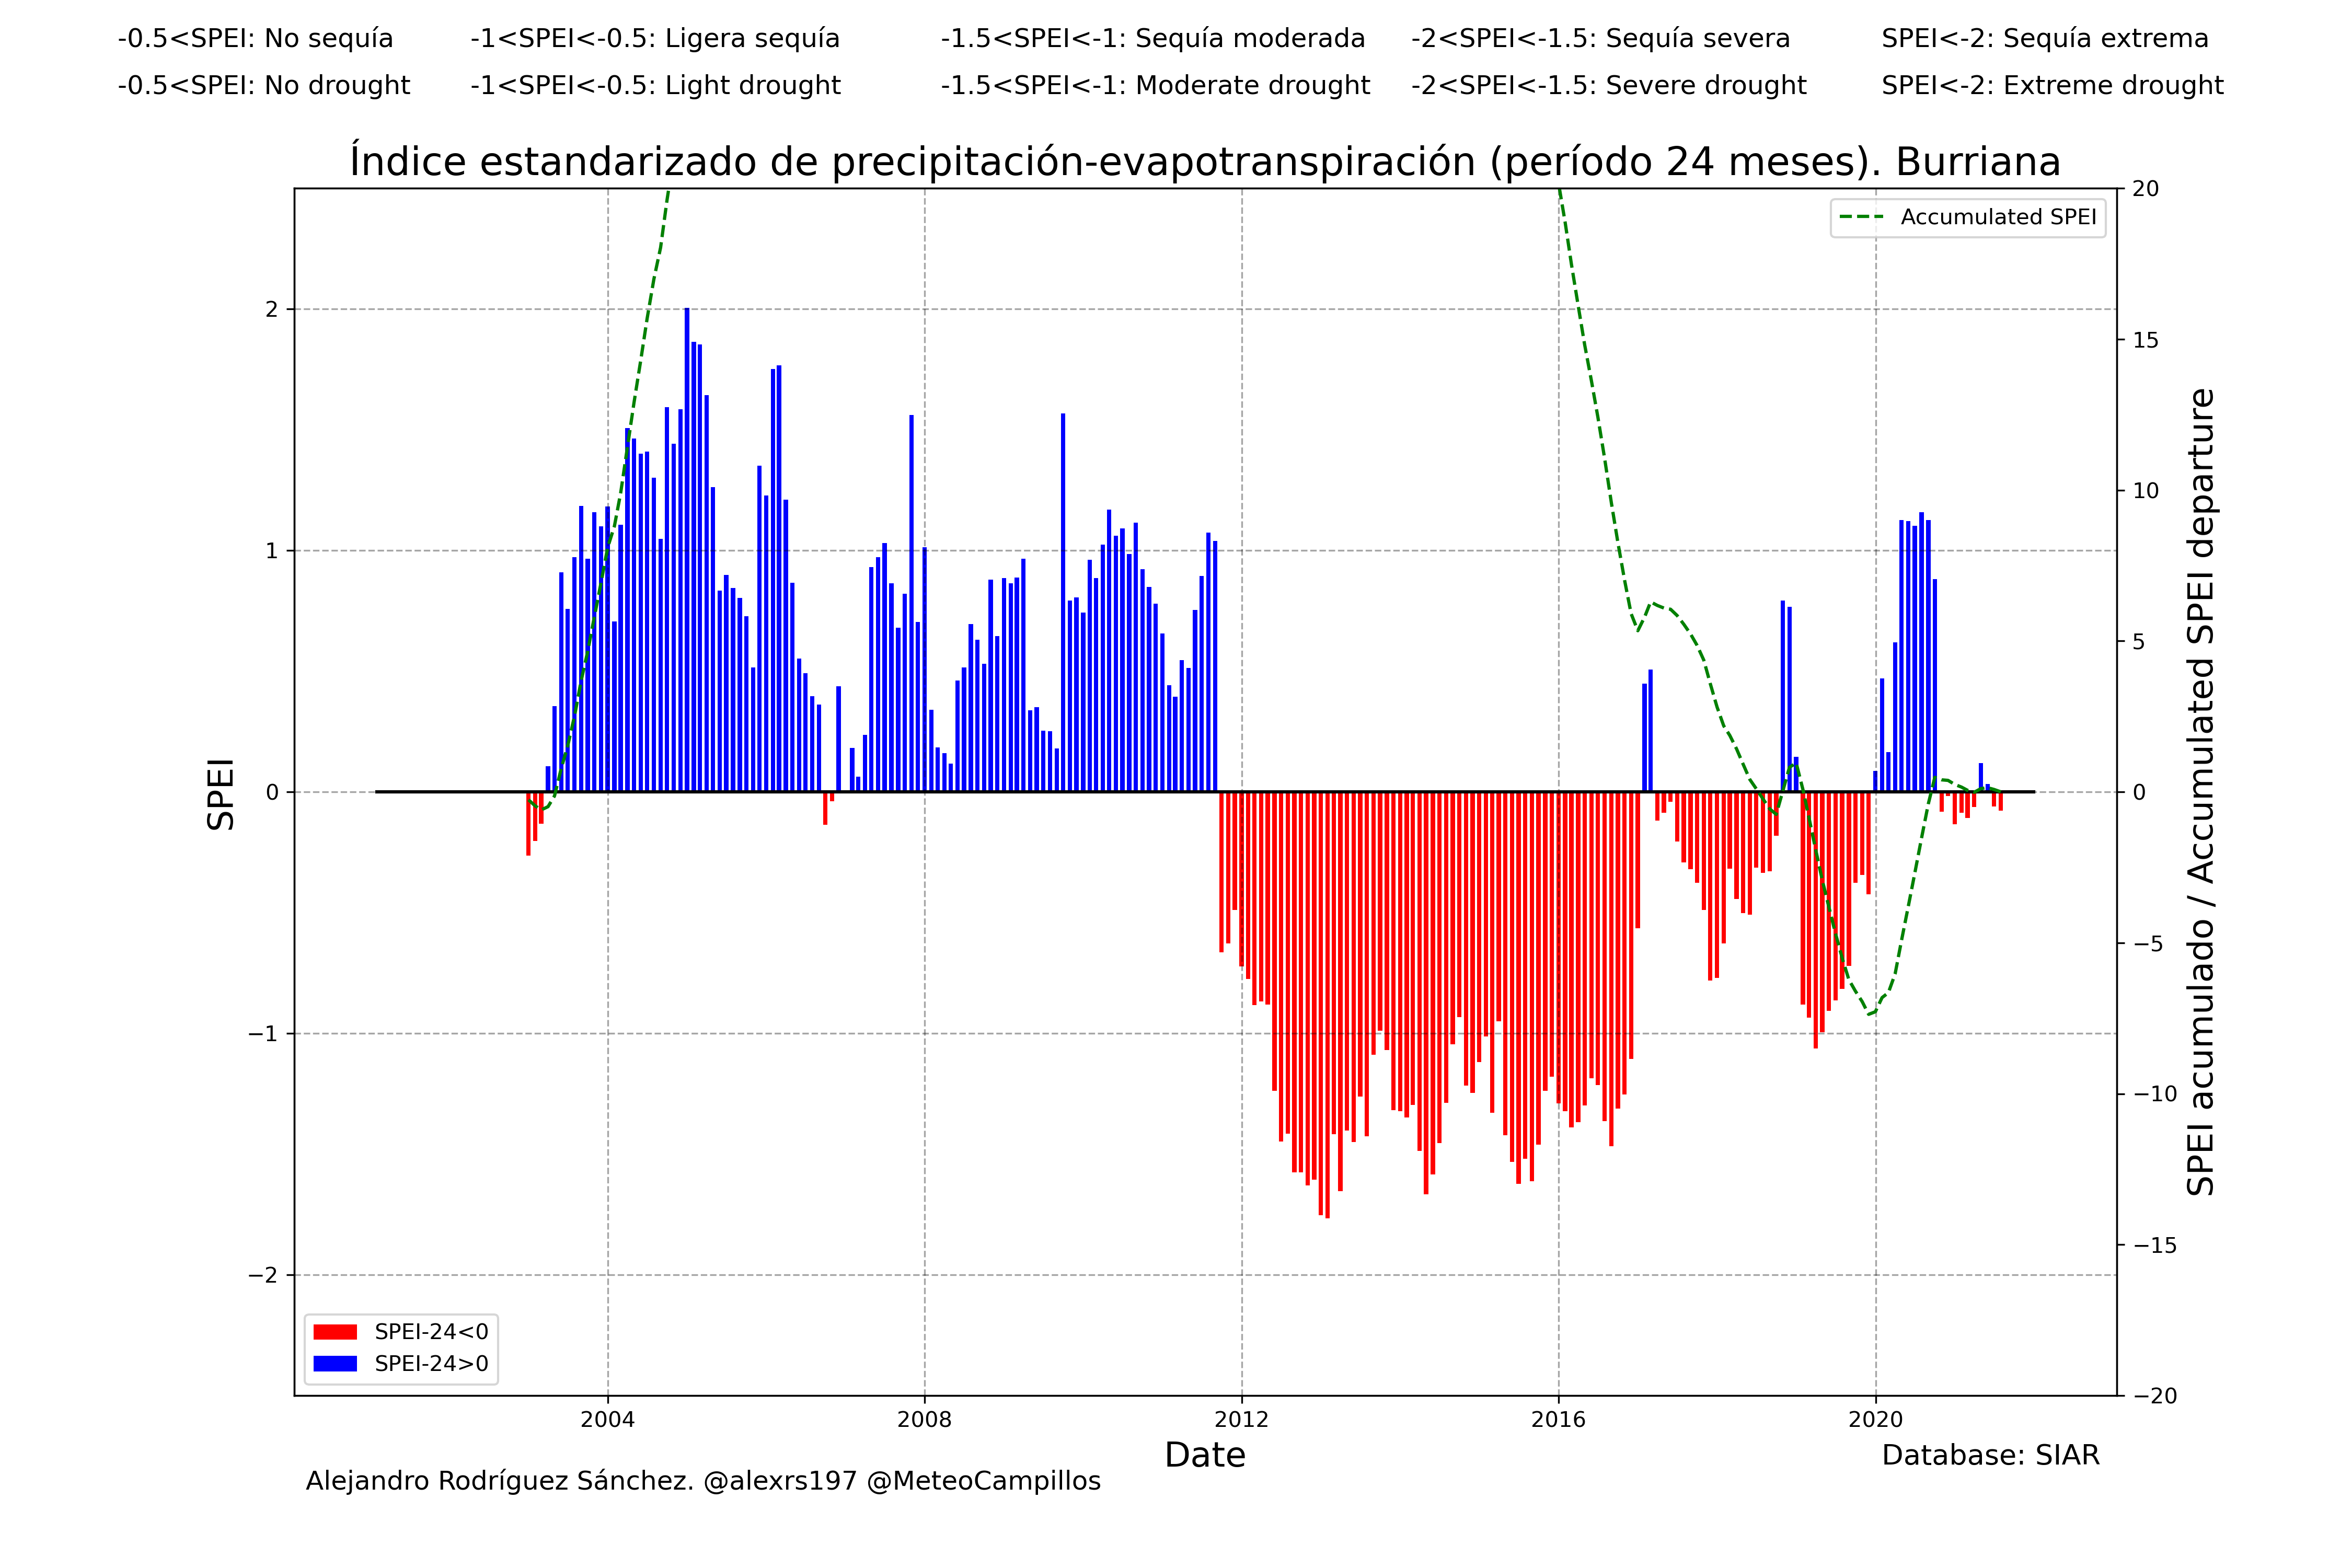 -0.5<SPEI: No sequía -1<SPEI<-0.5: Ligera sequía -1.5<SPEI<-1: Sequía moderada -2<SPEI<-1.5: Sequía severa SPEI<-2: Sequía extrema
-0.5<SPEI: No drought -1<SPEI<-0.5: Light drought -1.5<SPEI<-1: Moderate drought -2<SPEI<-1.5: Severe drought SPEI<-2: Extreme drought
Índice estandarizado de precipitación-evapotranspiración (período 24 meses). Burriana
Accumulated SPEI
SPEI
2
1
0
−1
−2
20
15
10
5
0
−5
−10
−15
−20
SPEI acumulado / Accumulated SPEI departure
SPEI-24<0
SPEI-24>0
2004 2008 2012 2016 2020
Date
Database: SIAR
Alejandro Rodríguez Sánchez. @alexrs197 @MeteoCampillos